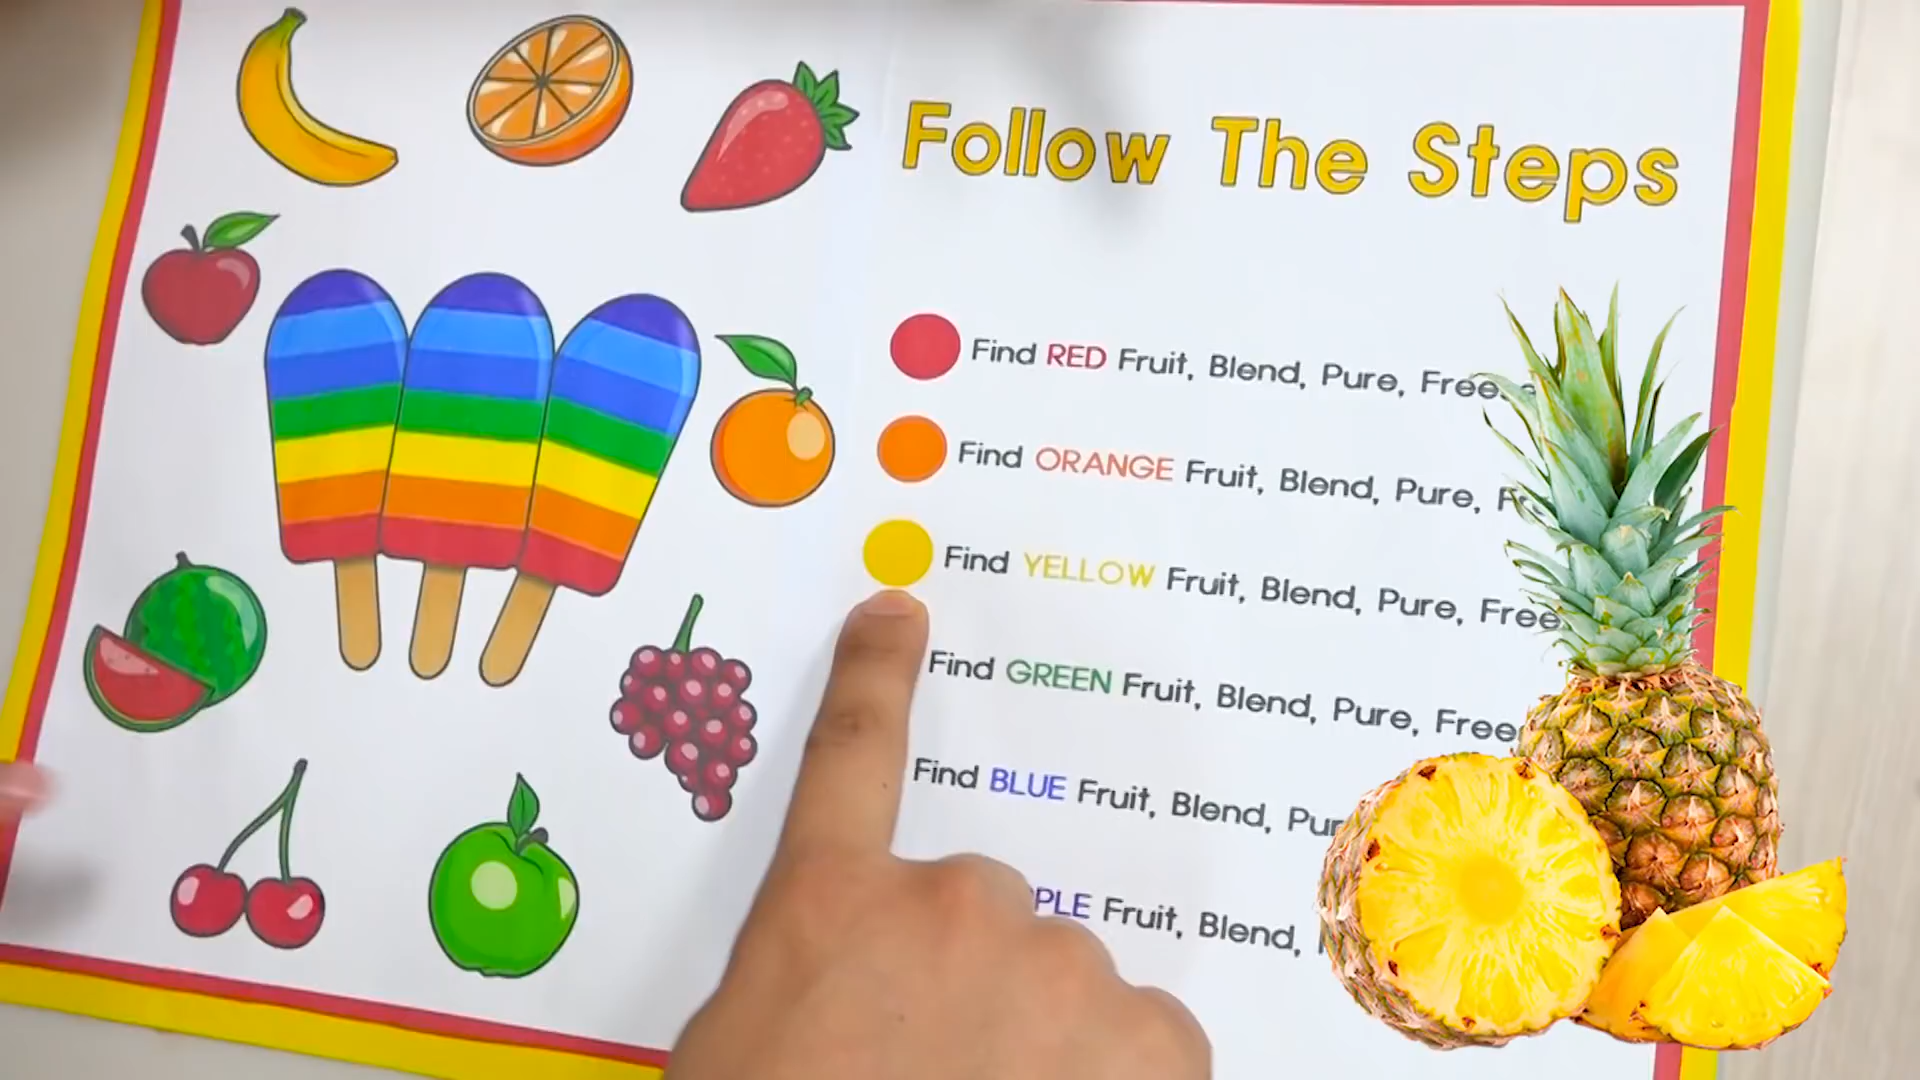 Follow The Steps
Find RED Fruit, Blend, Pure,
Find ORANGE Fruit, Blend, Pure,
Find YELLOW Fruit, Blend, Pure,
Find GREEN Fruit, Blend, Pure,
Find BLUE Fruit, Blend,
Fruit, Blend,